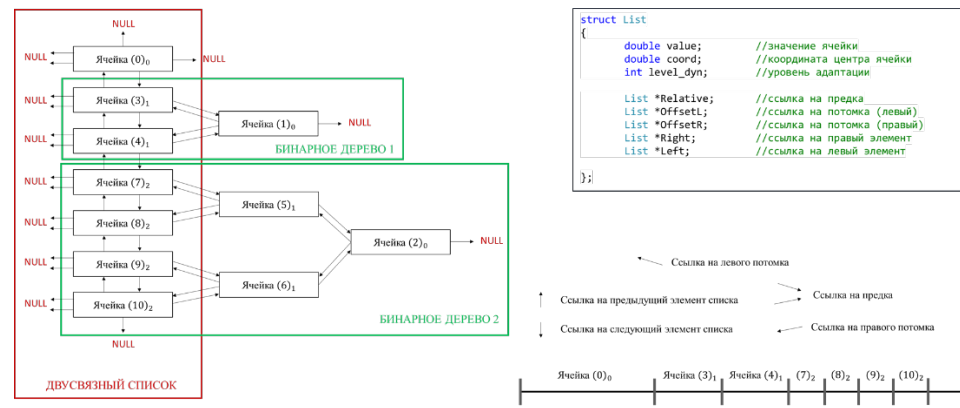 NULL
NULL
Ячейка (0)₀
NULL
NULL
Ячейка (3)₁
Ячейка (1)₀
NULL
NULL
Ячейка (4)₁
БИНАРНОЕ ДЕРЕВО 1
NULL
Ячейка (7)₂
Ячейка (5)₁
NULL
Ячейка (8)₂
Ячейка (2)₀
NULL
NULL
Ячейка (9)₂
Ячейка (6)₁
NULL
Ячейка (10)₂
БИНАРНОЕ ДЕРЕВО 2
NULL
ДВУСВЯЗНЫЙ СПИСОК
struct List
{
double value; //значение ячейки
double coord; //координата центра ячейки
int level_dyn; //уровень адаптации
List *Relative; //ссылка на предка
List *OffsetL; //ссылка на потомка (левый)
List *OffsetR; //ссылка на потомка (правый)
List *Right; //ссылка на правый элемент
List *Left; //ссылка на левый элемент
};
Ссылка на левого потомка
Ссылка на предыдущий элемент списка
Ссылка на предка
Ссылка на следующий элемент списка
Ссылка на правого потомка
Ячейка (0)₀ Ячейка (3)₁ Ячейка (4)₁ (7)₂ (8)₂ (9)₂ (10)₂